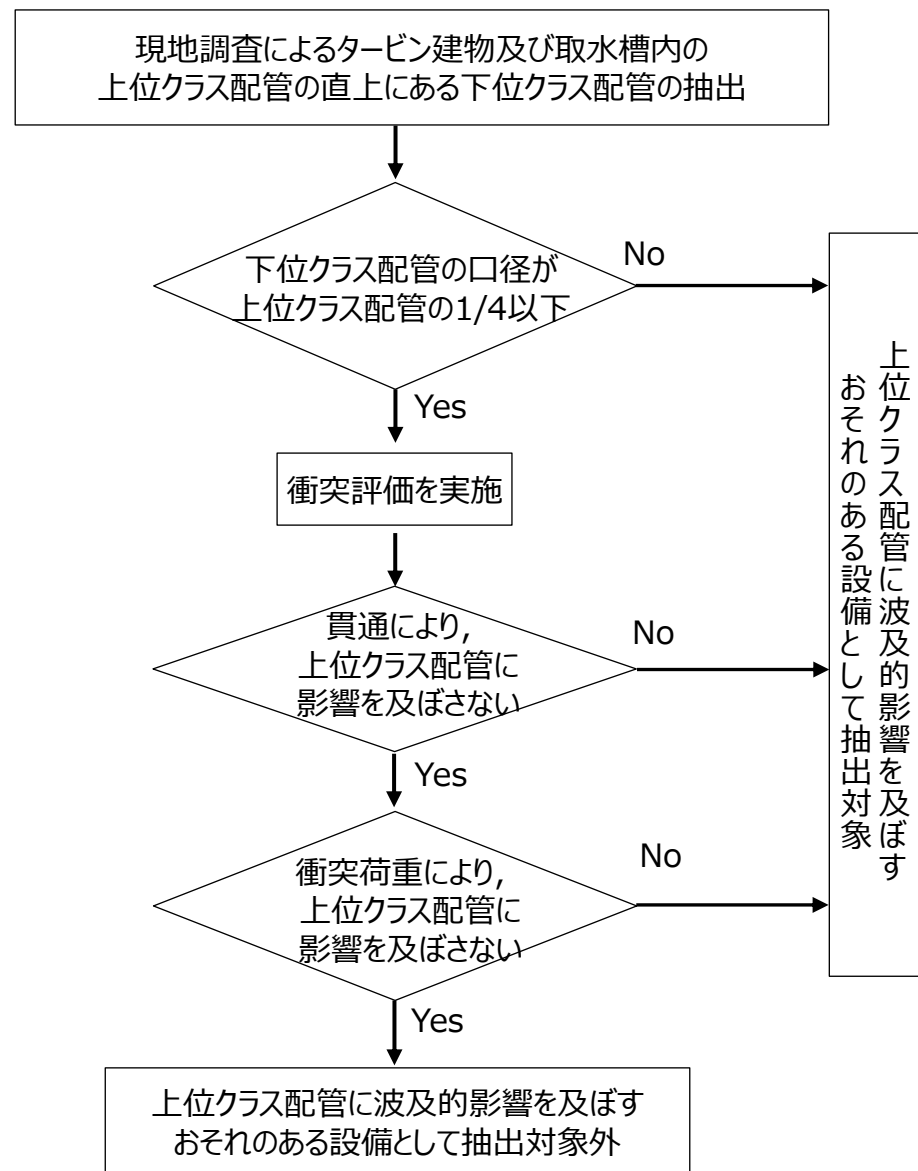 現地調査によるタービン建物及び取水槽内の
上位クラス配管の直上にある下位クラス配管の抽出
下位クラス配管の口径が
上位クラス配管の1/4以下
No
Yes
衝突評価を実施
貫通により,
上位クラス配管に
影響を及ぼさない
No
Yes
衝突荷重により,
上位クラス配管に
影響を及ぼさない
No
Yes
上位クラス配管に波及的影響を及ぼす
おそれのある設備として抽出対象外
上位クラス配管に波及的影響を及ぼす
おそれのある設備として抽出対象